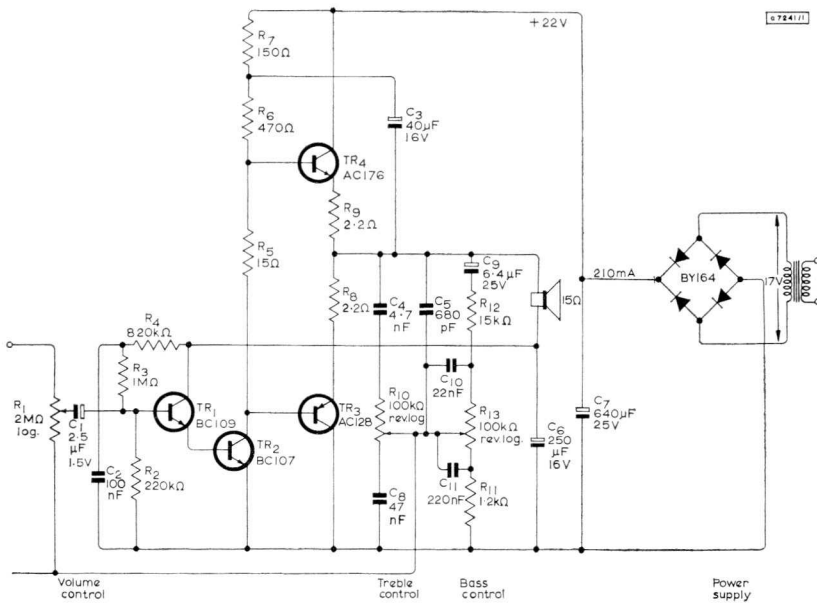 a 7241/1
+22V
R7
150Ω
R6
470Ω
C3
40µF
16V
TR4
AC176
R9
2·2Ω
R5
15Ω
R8
2·2Ω
C4
4·7
nF
C5
680
pF
C9
6·4µF
25V
R12
15kΩ
15Ω
210mA
BY164
17V
R4
820kΩ
R3
1MΩ
R1
2MΩ
log.
C1
2·5
µF
1·5V
TR1
BC109
TR2
BC107
TR3
AC128
C2
100
nF
R2
220kΩ
R10
100kΩ
rev.log.
C10
22nF
R13
100kΩ
rev.log.
C6
250
µF
16V
C7
640µF
25V
C8
47
nF
C11
220nF
R11
1·2kΩ
Volume
control
Treble
control
Bass
control
Power
supply